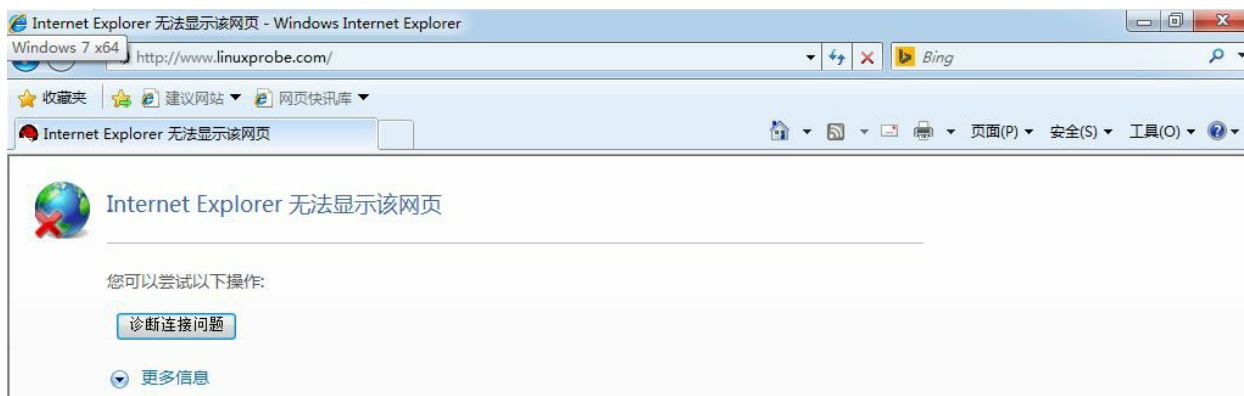 Internet Explorer 无法显示该网页 - Windows Internet Explorer
Windows 7 x64
http://www.linuxprobe.com/
Bing
收藏夹 建议网站 网页快讯库
Internet Explorer 无法显示该网页 页面(P) 安全(S) 工具(O)
Internet Explorer 无法显示该网页
您可以尝试以下操作:
诊断连接问题
更多信息